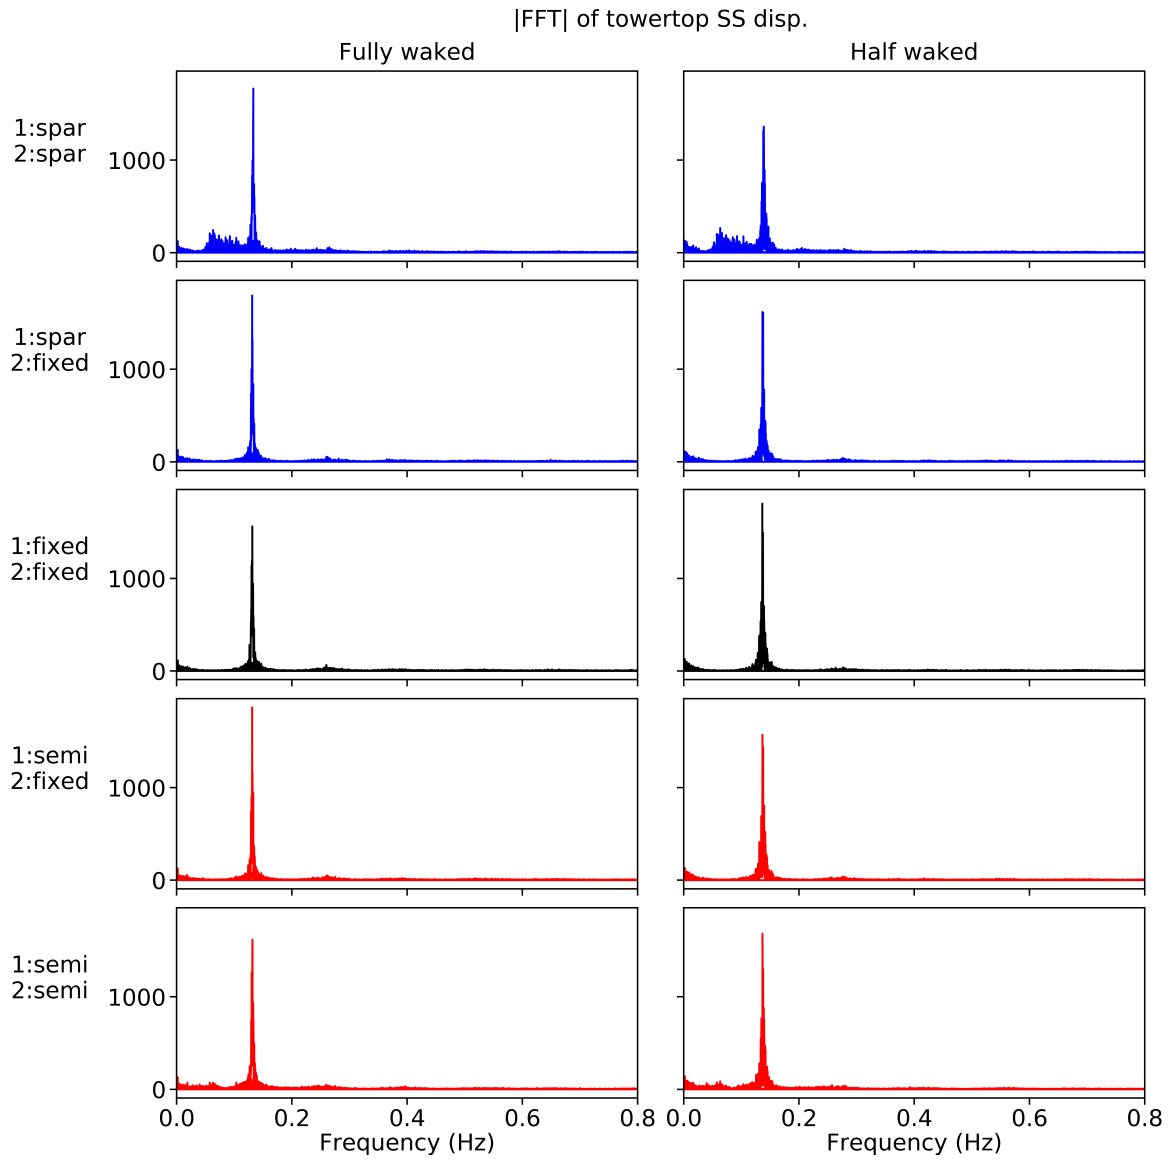 |FFT| of towertop SS disp.
Fully waked
Half waked
1:spar
2:spar
1000
0
1:spar
2:fixed
1000
0
1:fixed
2:fixed
1000
0
1:semi
2:fixed
1000
0
1:semi
2:semi
1000
0
0.0 0.2 0.4 0.6 0.8
0.0 0.2 0.4 0.6 0.8
Frequency (Hz)
Frequency (Hz)